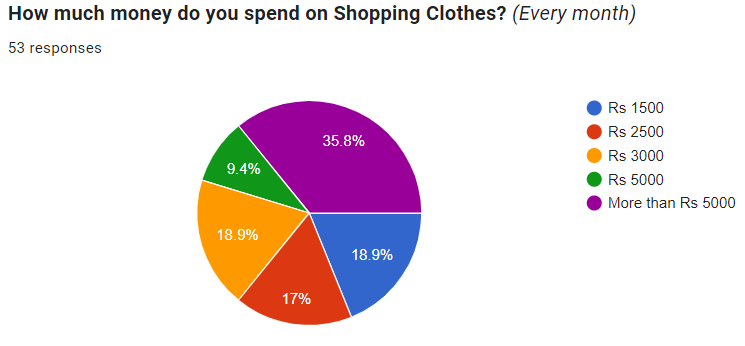 How much money do you spend on Shopping Clothes? (Every month)
53 responses
35.8%
9.4%
18.9%
18.9%
17%
Rs 1500
Rs 2500
Rs 3000
Rs 5000
More than Rs 5000